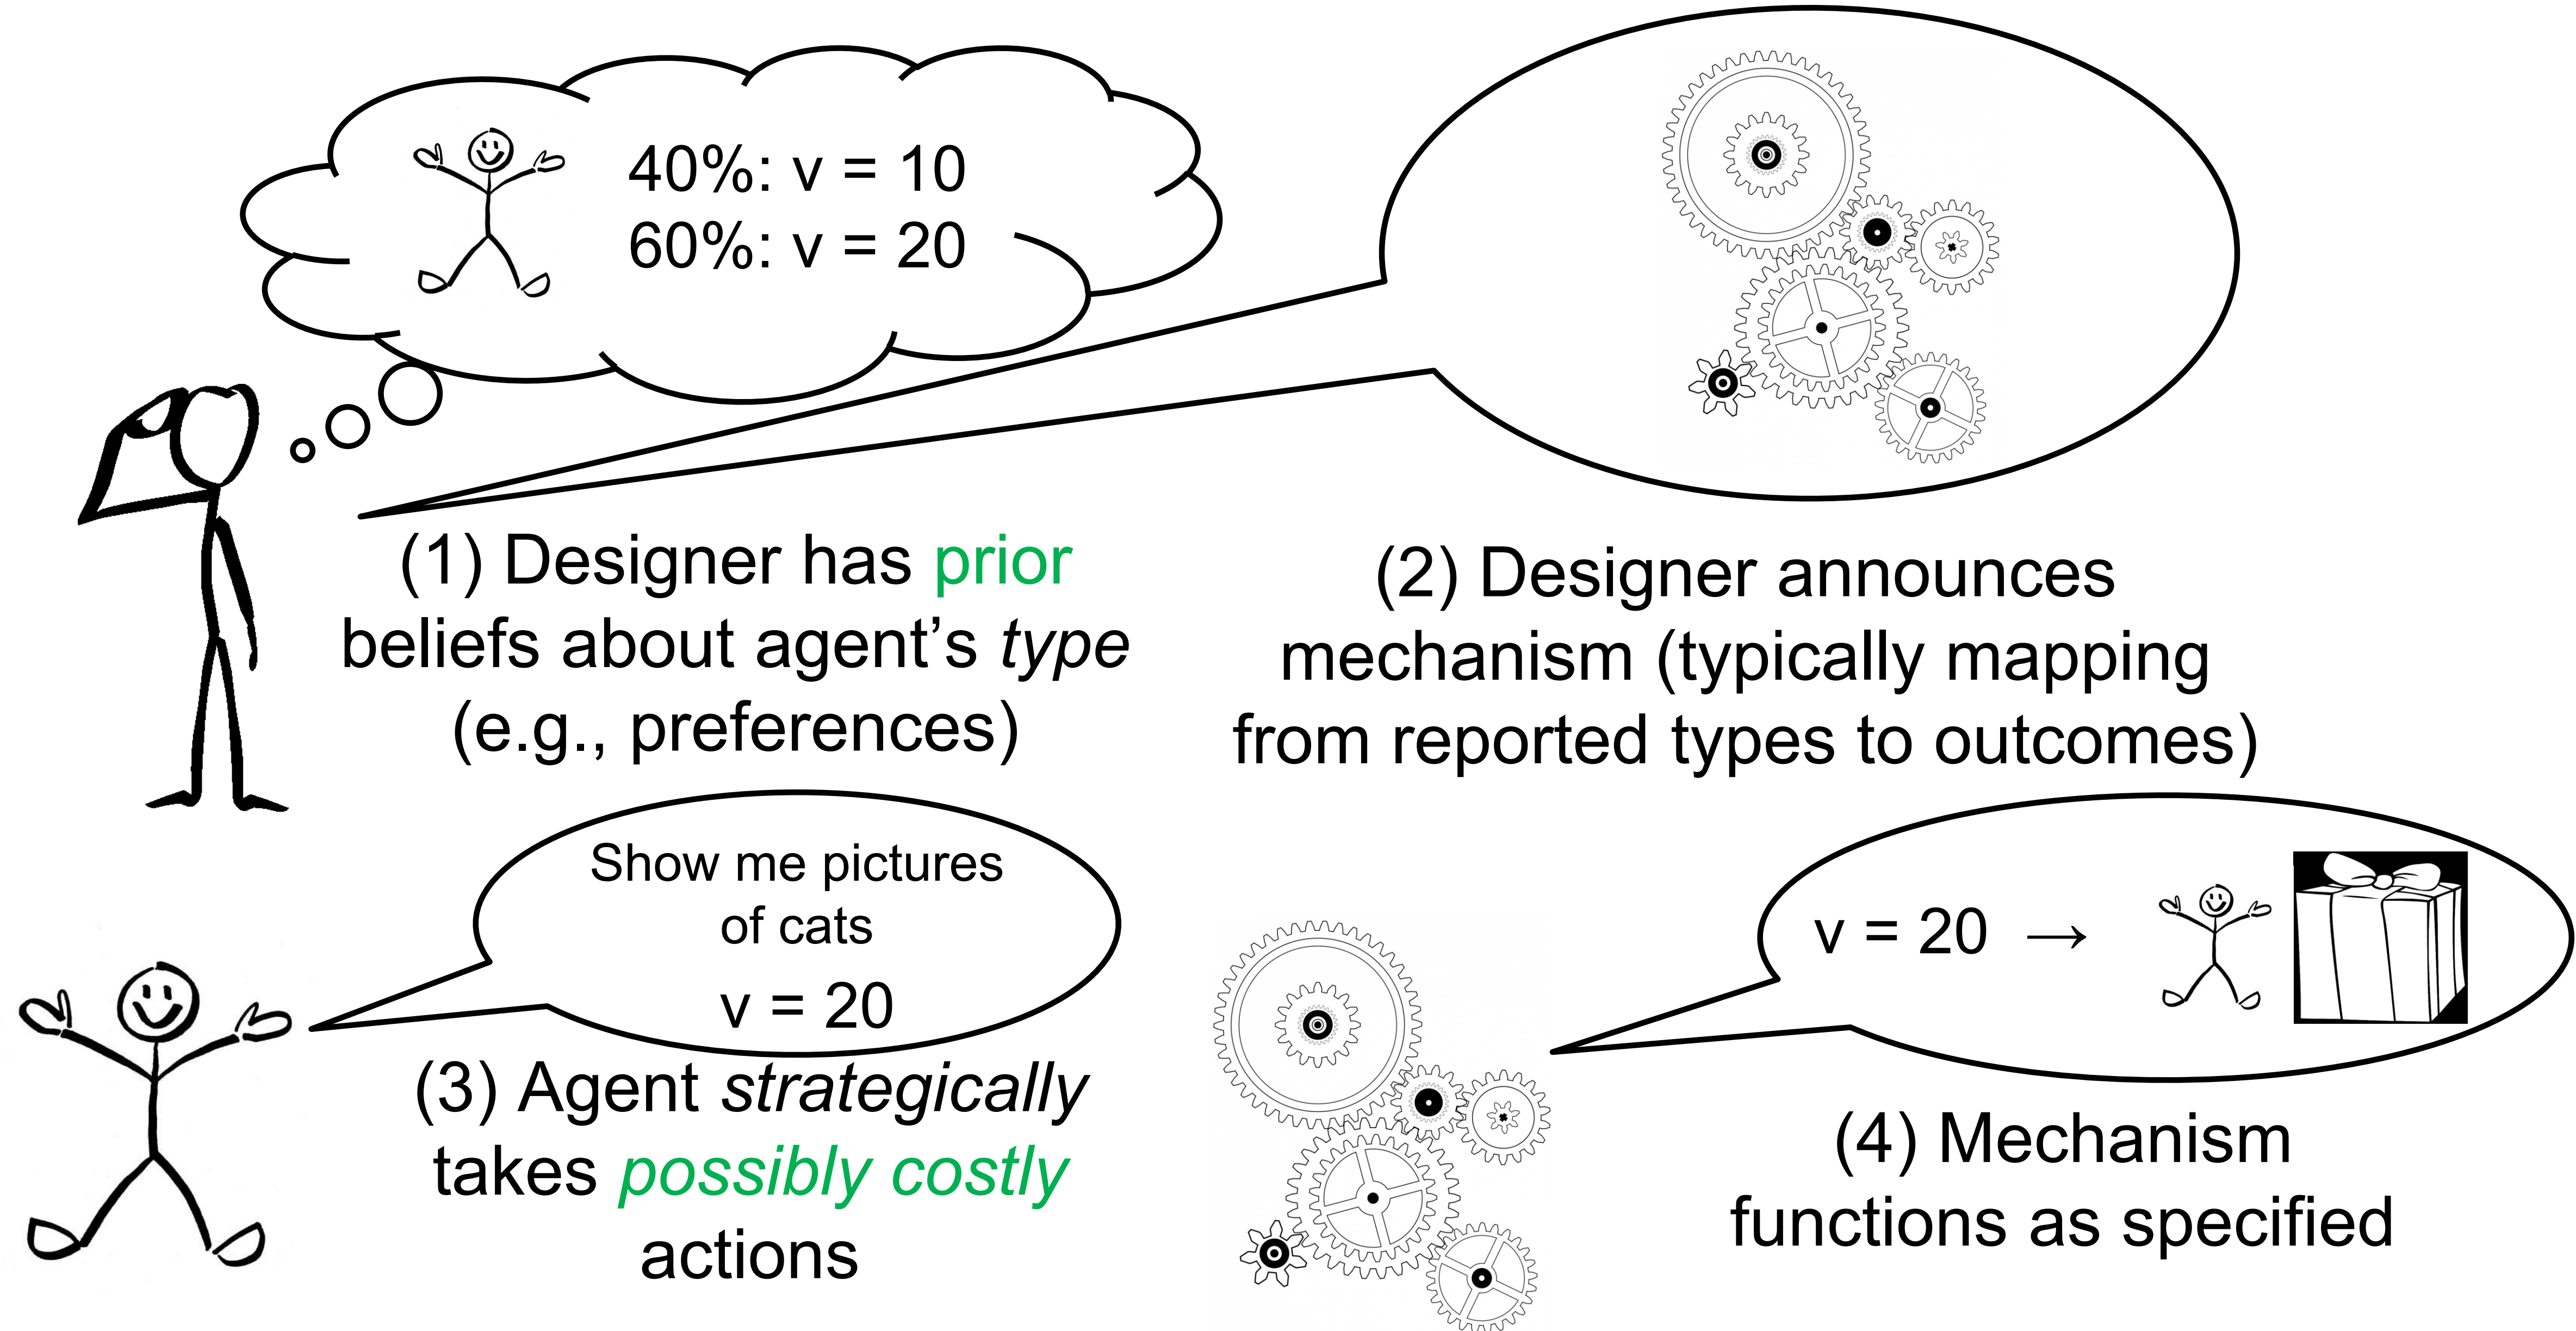 40%: v = 10
60%: v = 20
(1) Designer has prior
beliefs about agent’s type
(e.g., preferences)
(2) Designer announces
mechanism (typically mapping
from reported types to outcomes)
Show me pictures
of cats
v = 20
(3) Agent strategically
takes possibly costly
actions
v = 20 →
(4) Mechanism
functions as specified